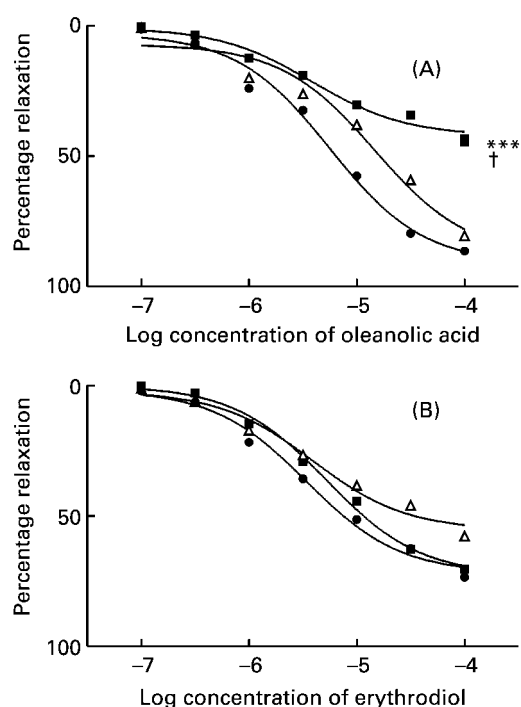 0
50
100
Percentage relaxation
(A)
***
†
–7 –6 –5 –4
Log concentration of oleanolic acid
0
50
100
Percentage relaxation
(B)
–7 –6 –5 –4
Log concentration of erythrodiol